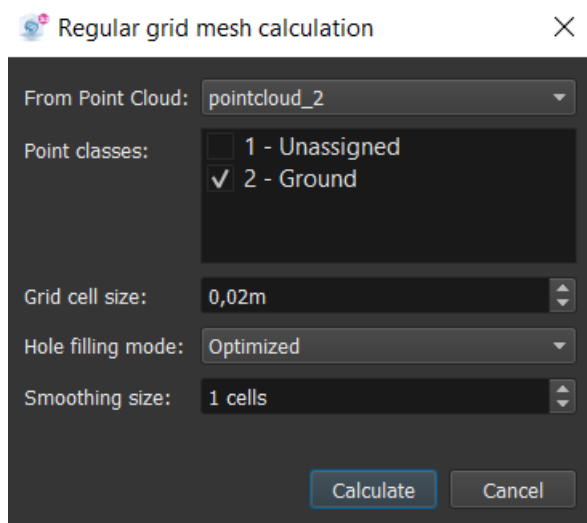 Regular grid mesh calculation
From Point Cloud: pointcloud_2
Point classes: 1 - Unassigned
2 - Ground
Grid cell size: 0,02m
Hole filling mode: Optimized
Smoothing size: 1 cells
Calculate Cancel